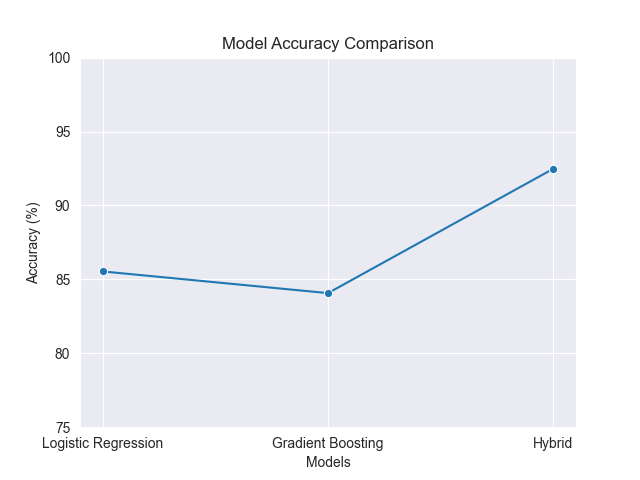 Model Accuracy Comparison
100
95
90
85
80
75
Accuracy (%)
Logistic Regression
Gradient Boosting
Hybrid
Models